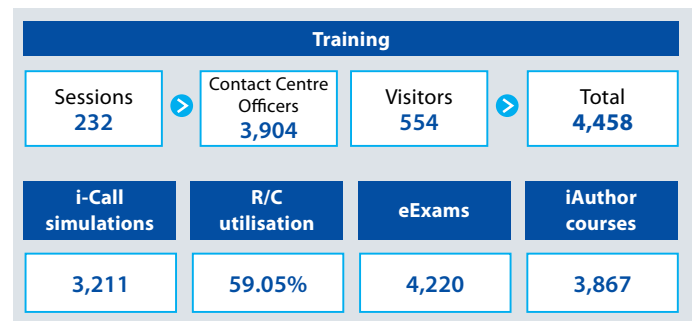 Training
Sessions
232
Contact Centre
Officers
3,904
Visitors
554
Total
4,458
i-Call
simulations
3,211
R/C
utilisation
59.05%
eExams
4,220
iAuthor
courses
3,867